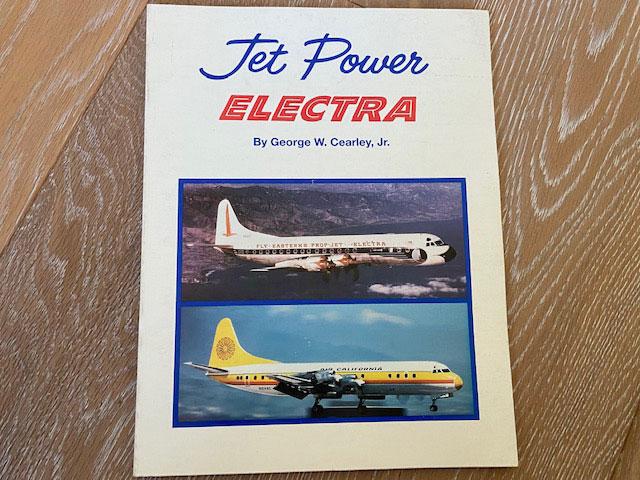 Jet Power
ELECTRA
By George W. Cearley, Jr.
FLY-EASTERN'S PROP-JET ELECTRA
AIR CALIFORNIA